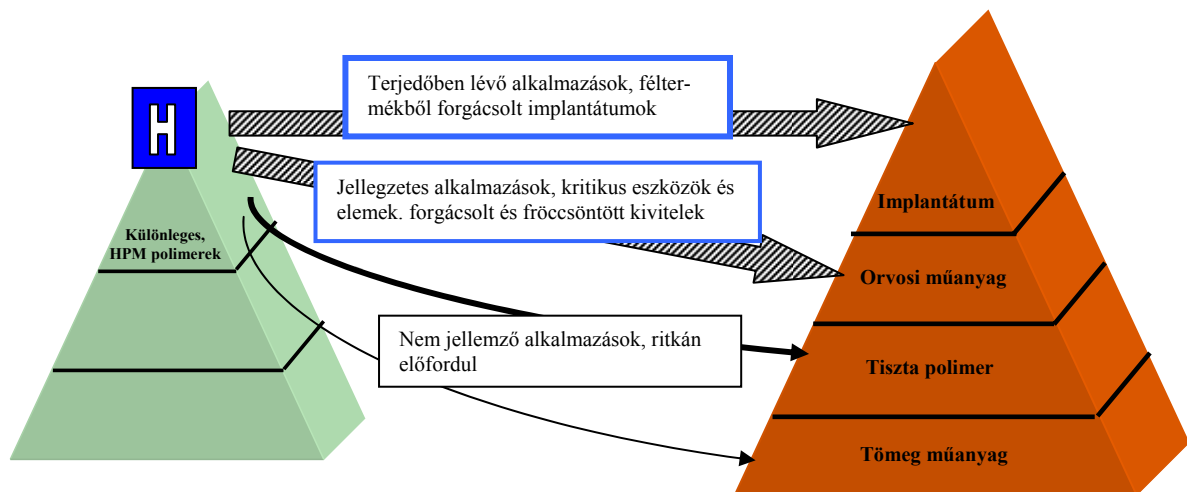 Terjedőben lévő alkalmazások, félter-
mékből forgácsolt implantátumok
H
Jellegzetes alkalmazások, kritikus eszközök és
elemek. forgácsolt és fröccsöntött kivitelek
Különleges,
HPM polimerek
Implantátum
Orvosi műanyag
Nem jellemző alkalmazások, ritkán
előfordul
Tiszta polimer
Tömeg műanyag